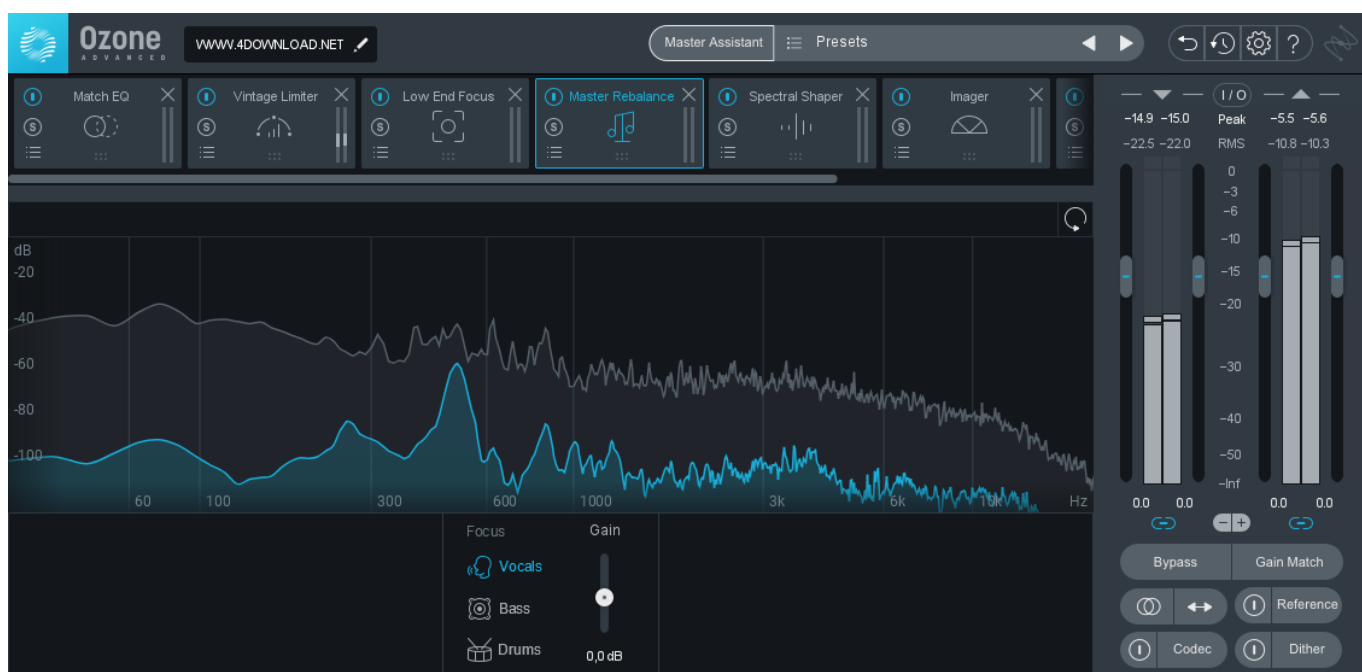 Ozone
ADVANCED
WWW.4DOWNLOAD.NET
Master Assistant
Presets
?
Match EQ
Vintage Limiter
Low End Focus
Master Rebalance
Spectral Shaper
Imager
S
S
S
S
S
S
S
I/O
-14.9 -15.0 Peak -5.5 -5.6
-22.5 -22.0 RMS -10.8 -10.3
0
-3
-6
-10
-15
-20
-30
-40
-50
-Inf
0.0 0.0 0.0 0.0
dB
-20
-40
-60
-80
-100
60 100 300 600 1000 3k 6k 10k Hz
Focus
Vocals
Bass
Drums
Gain
0,0 dB
Bypass
Gain Match
Reference
Codec
Dither